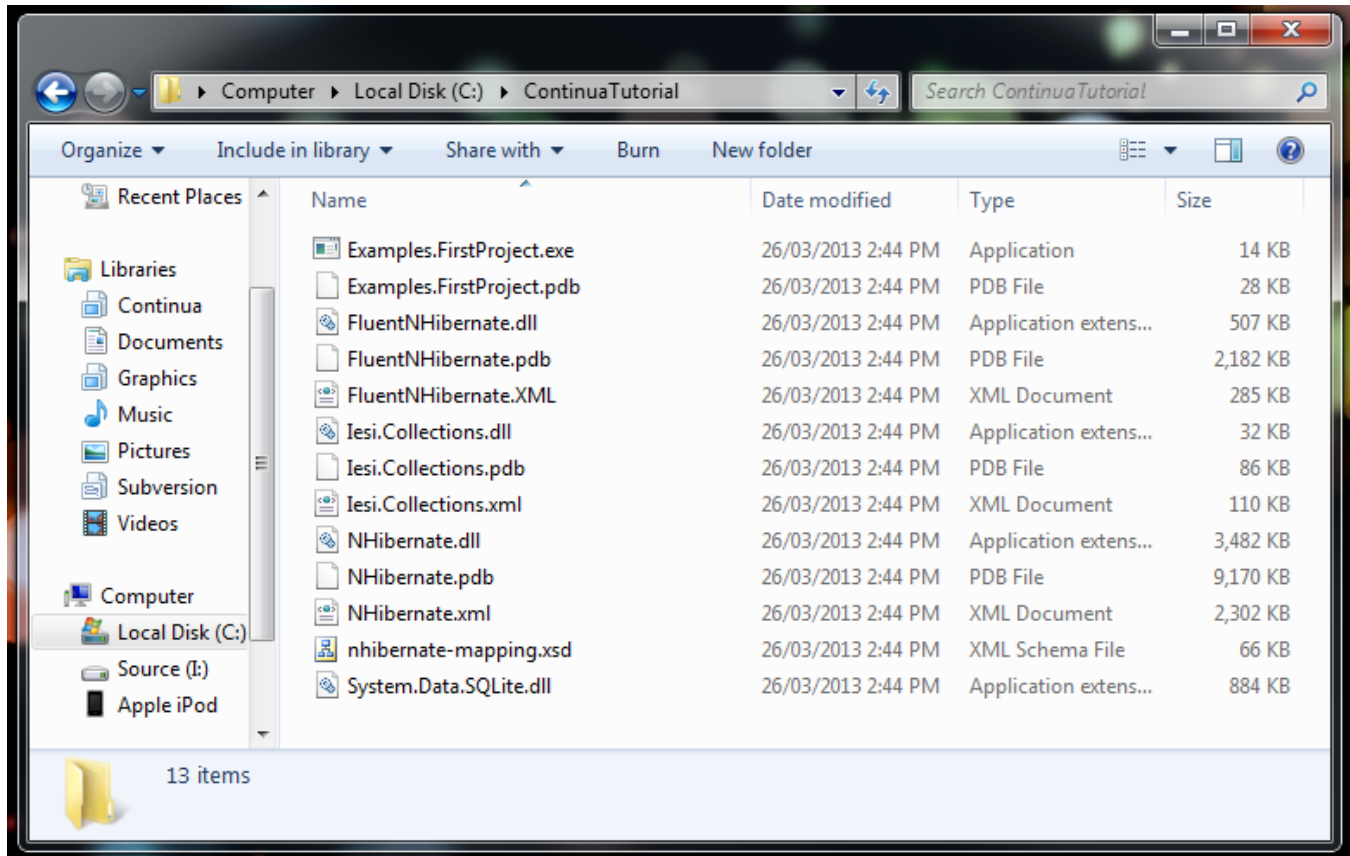 Computer Local Disk (C:) ContinuaTutorial Search ContinuaTutorial
Organize Include in library Share with Burn New folder
Recent Places
Libraries
Continua
Documents
Graphics
Music
Pictures
Subversion
Videos
Computer
Local Disk (C:)
Source (I:)
Apple iPod
Name Date modified Type Size
Examples.FirstProject.exe 26/03/2013 2:44 PM Application 14 KB
Examples.FirstProject.pdb 26/03/2013 2:44 PM PDB File 28 KB
FluentNHibernate.dll 26/03/2013 2:44 PM Application extens... 507 KB
FluentNHibernate.pdb 26/03/2013 2:44 PM PDB File 2,182 KB
FluentNHibernate.XML 26/03/2013 2:44 PM XML Document 285 KB
Iesi.Collections.dll 26/03/2013 2:44 PM Application extens... 32 KB
Iesi.Collections.pdb 26/03/2013 2:44 PM PDB File 86 KB
Iesi.Collections.xml 26/03/2013 2:44 PM XML Document 110 KB
NHibernate.dll 26/03/2013 2:44 PM Application extens... 3,482 KB
NHibernate.pdb 26/03/2013 2:44 PM PDB File 9,170 KB
NHibernate.xml 26/03/2013 2:44 PM XML Document 2,302 KB
nhibernate-mapping.xsd 26/03/2013 2:44 PM XML Schema File 66 KB
System.Data.SQLite.dll 26/03/2013 2:44 PM Application extens... 884 KB
13 items